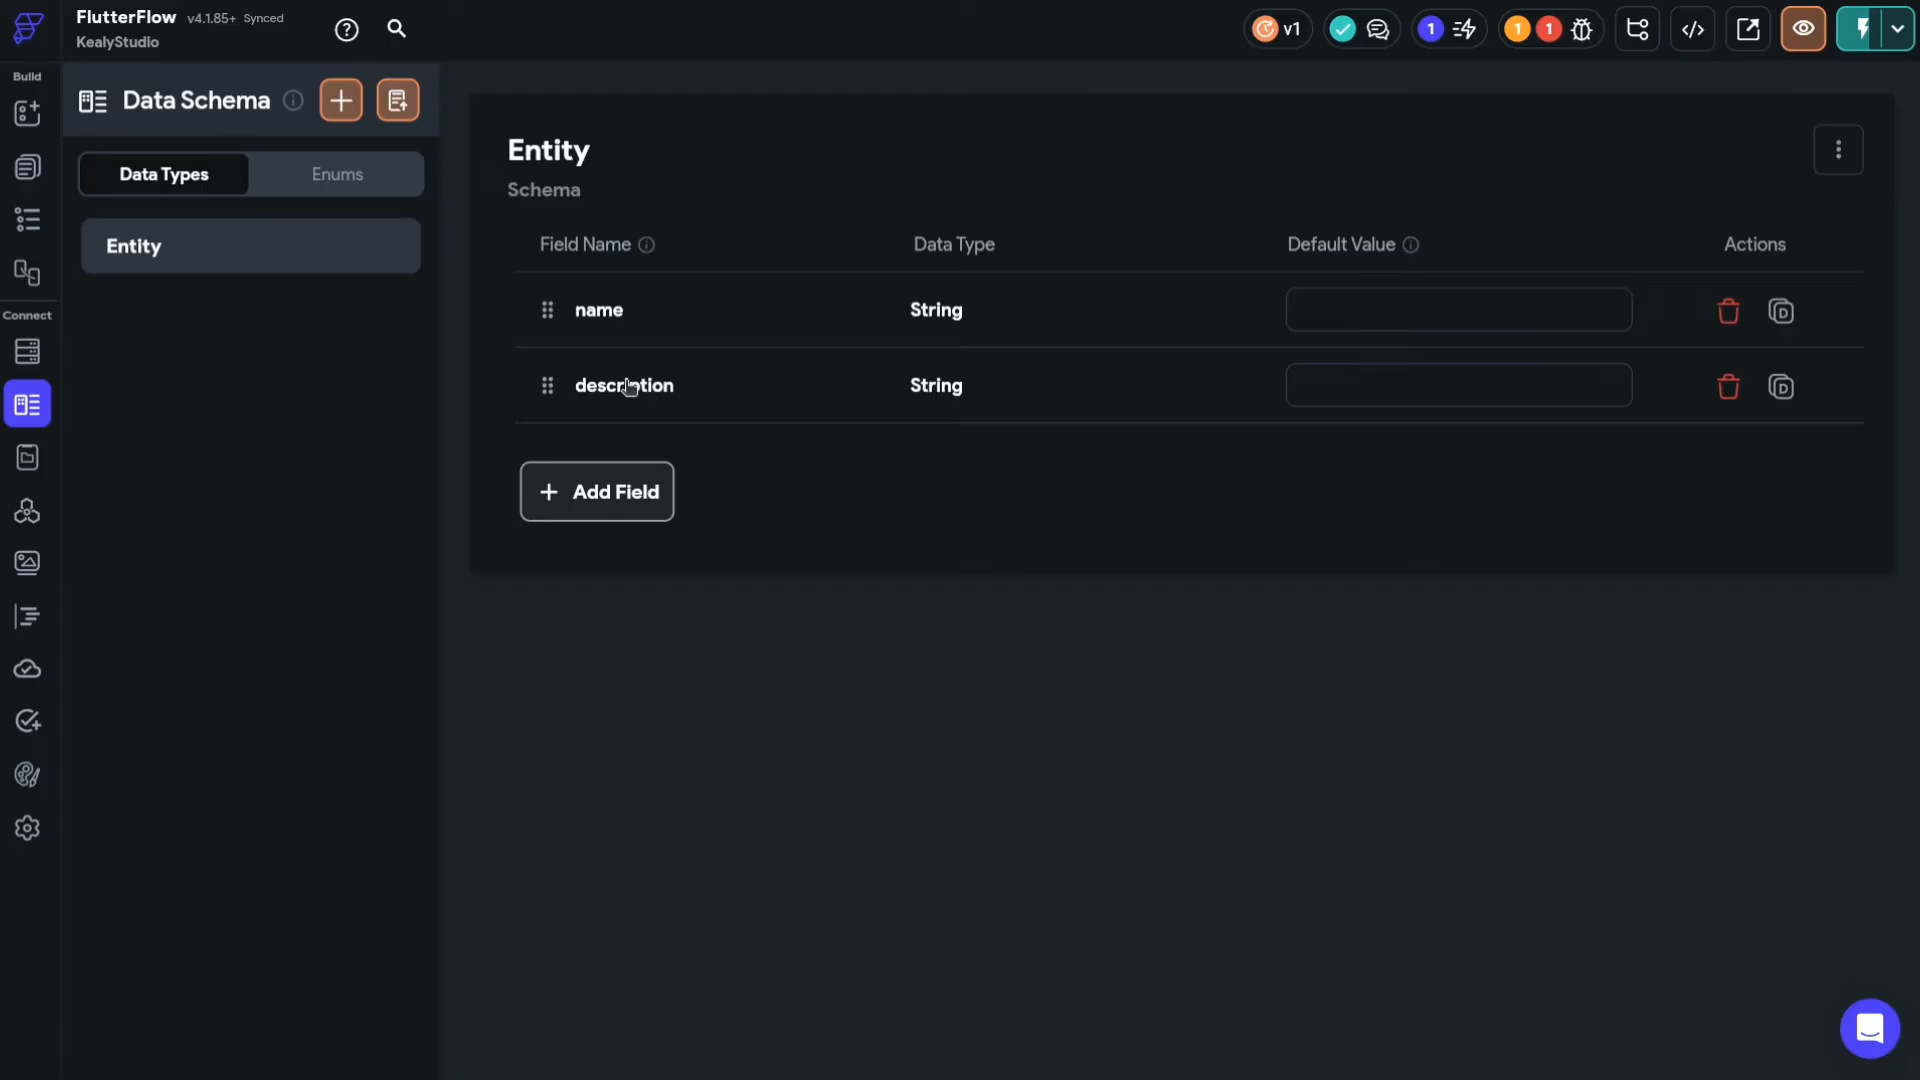 FlutterFlow v4.1.85+ Synced
KealyStudio
v1
1
1 1
Build
Connect
Data Schema
Data Types Enums
Entity
Entity
Schema
Field Name Data Type Default Value Actions
name String
description String
+ Add Field